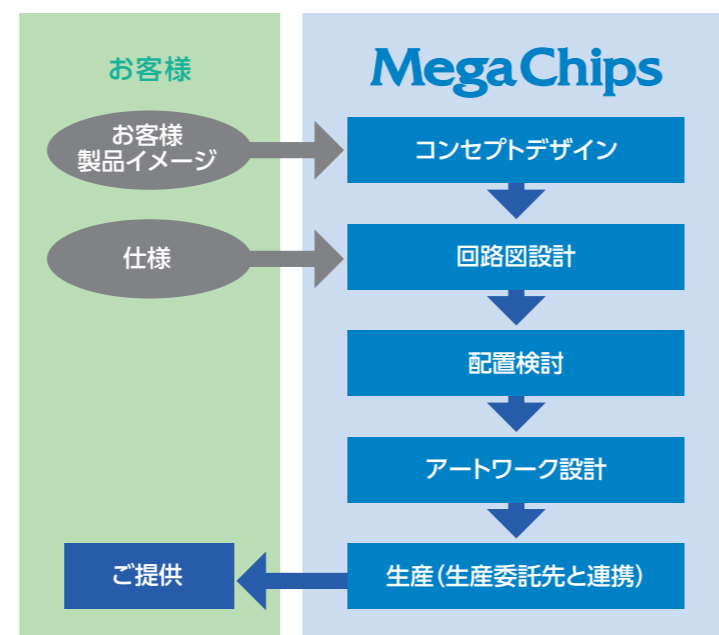 お客様
MegaChips
お客様
製品イメージ
コンセプトデザイン
仕様
回路図設計
配置検討
アートワーク設計
ご提供
生産(生産委託先と連携)